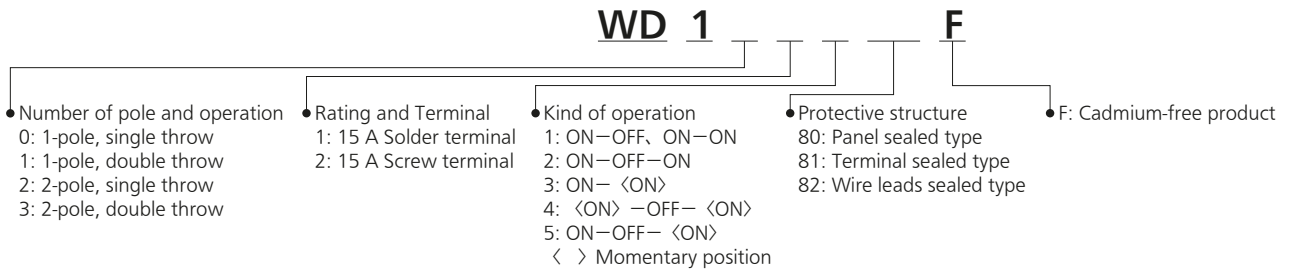 WD 1 _ _ _ __ F
Number of pole and operation
0: 1-pole, single throw
1: 1-pole, double throw
2: 2-pole, single throw
3: 2-pole, double throw
Rating and Terminal
1: 15 A Solder terminal
2: 15 A Screw terminal
Kind of operation
1: ON－OFF、ON－ON
2: ON－OFF－ON
3: ON－〈ON〉
4: 〈ON〉－OFF－〈ON〉
5: ON－OFF－〈ON〉
〈 〉Momentary position
Protective structure
80: Panel sealed type
81: Terminal sealed type
82: Wire leads sealed type
F: Cadmium-free product